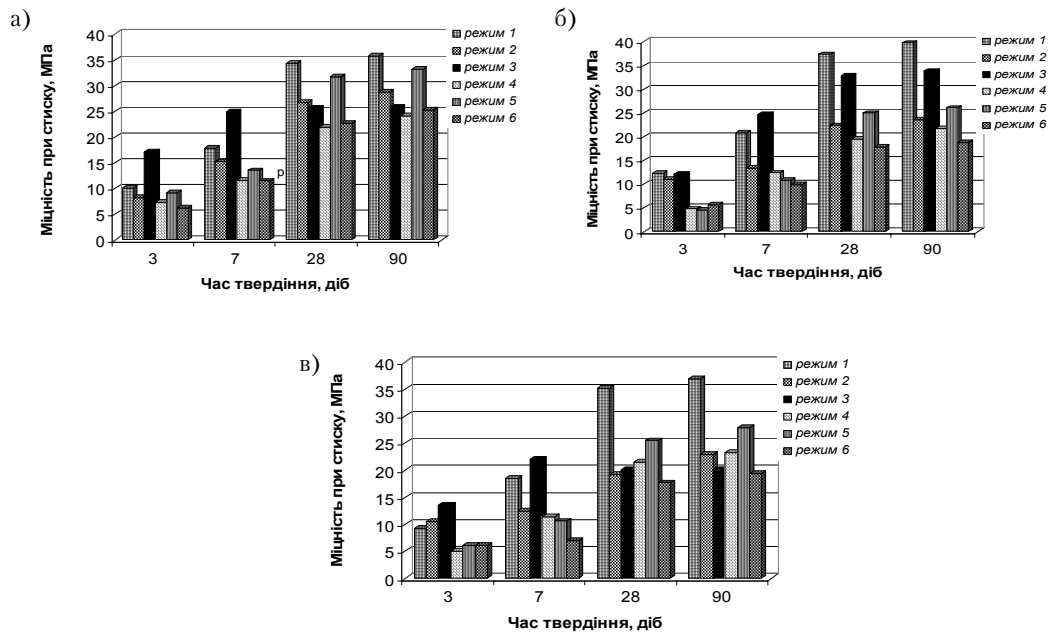 а)
Міцність при стиску, МПа
40
35
30
25
20
15
10
5
0
р
3 7 28 90
Час твердіння, діб
режим 1
режим 2
режим 3
режим 4
режим 5
режим 6
б)
Міцність при стиску, МПа
40
35
30
25
20
15
10
5
0
3 7 28 90
Час твердіння, діб
режим 1
режим 2
режим 3
режим 4
режим 5
режим 6
в)
Міцність при стиску, МПа
40
35
30
25
20
15
10
5
0
3 7 28 90
Час твердіння, діб
режим 1
режим 2
режим 3
режим 4
режим 5
режим 6